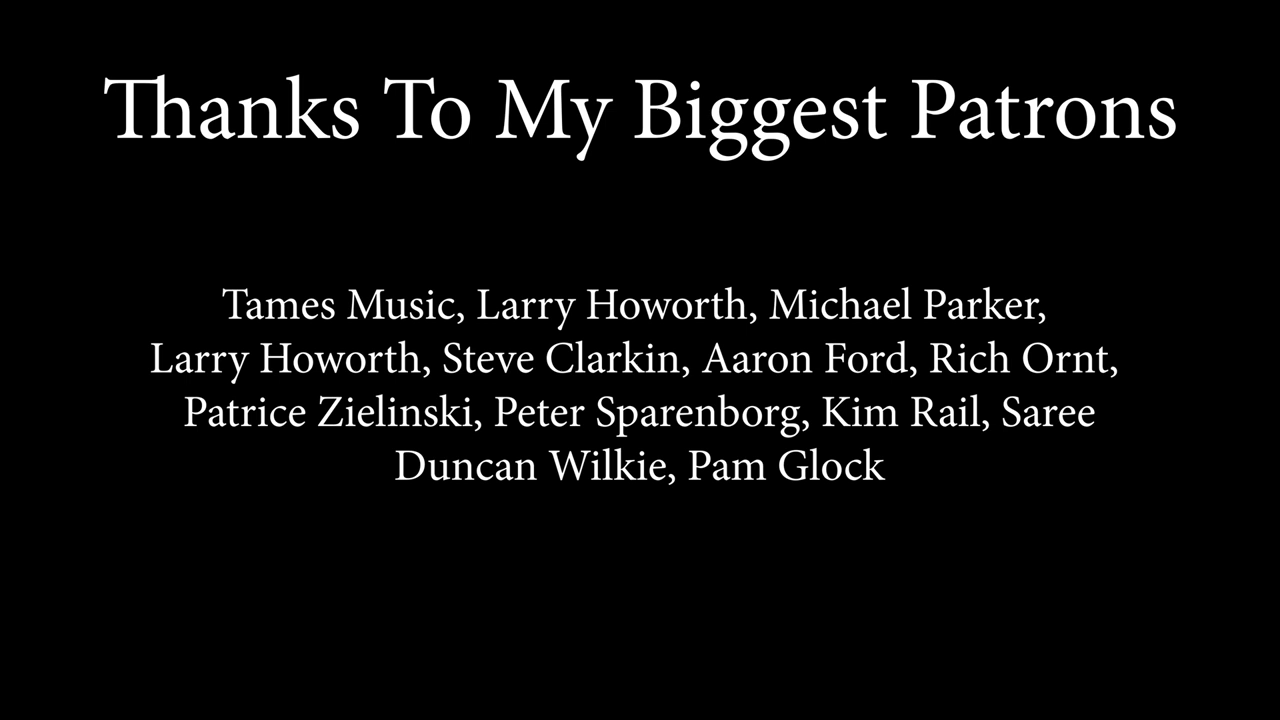 Thanks To My Biggest Patrons
Tames Music, Larry Howorth, Michael Parker,
Larry Howorth, Steve Clarkin, Aaron Ford, Rich Ornt,
Patrice Zielinski, Peter Sparenborg, Kim Rail, Saree
Duncan Wilkie, Pam Glock